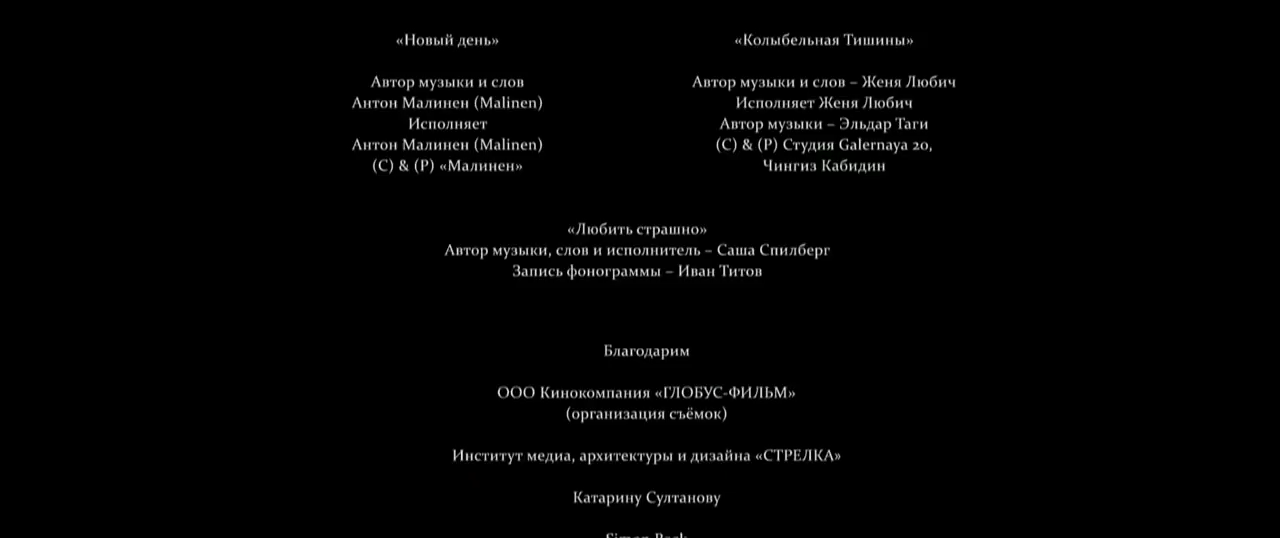 «Новый день»
Автор музыки и слов
Антон Малинен (Malinen)
Исполняет
Антон Малинен (Malinen)
(C) & (P) «Малинен»
«Колыбельная Тишины»
Автор музыки и слов – Женя Любич
Исполняет Женя Любич
Автор музыки – Эльдар Таги
(C) & (P) Студия Galernaya 20,
Чингиз Кабидин
«Любить страшно»
Автор музыки, слов и исполнитель – Саша Спилберг
Запись фонограммы – Иван Титов
Благодарим
ООО Кинокомпания «ГЛОБУС-ФИЛЬМ»
(организация съёмок)
Институт медиа, архитектуры и дизайна «СТРЕЛКА»
Катарину Султанову